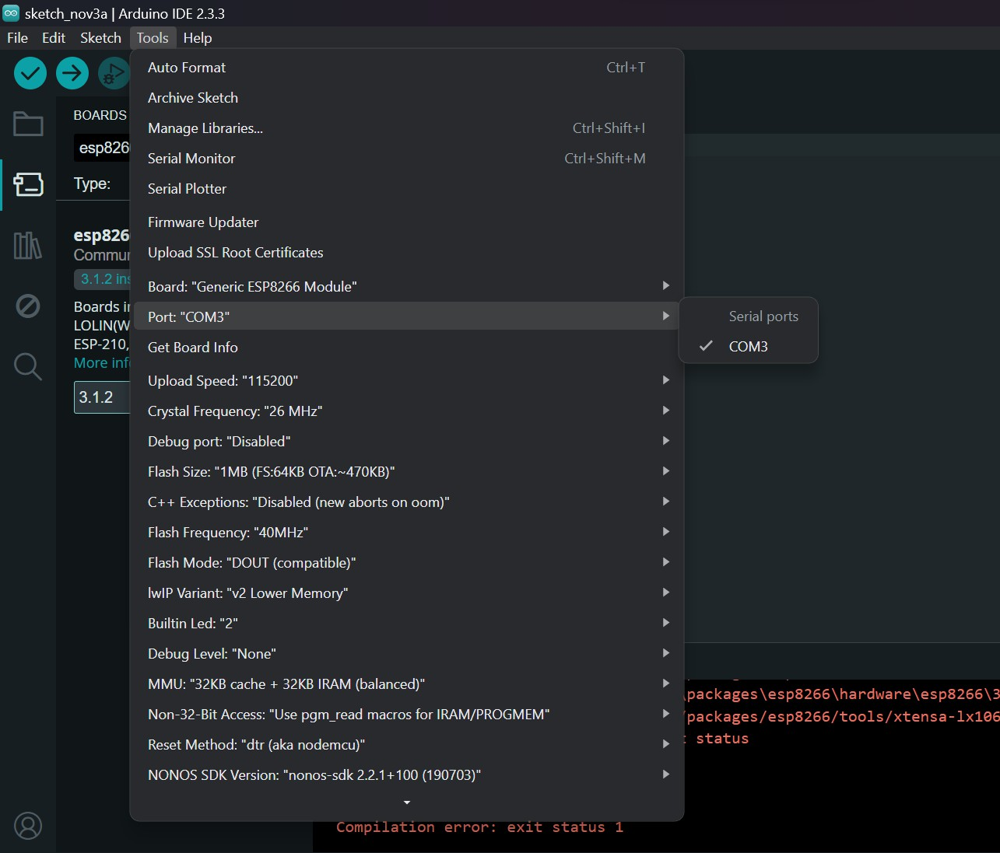 sketch_nov3a | Arduino IDE 2.3.3
File Edit Sketch Tools Help
BOARDS
esp826
Type:
esp826
Commun
3.1.2 ins
Boards in
LOLIN(W
ESP-210,
More inf
3.1.2
Auto Format Ctrl+T
Archive Sketch
Manage Libraries... Ctrl+Shift+I
Serial Monitor Ctrl+Shift+M
Serial Plotter
Firmware Updater
Upload SSL Root Certificates
Board: "Generic ESP8266 Module"
Port: "COM3"
Get Board Info
Upload Speed: "115200"
Crystal Frequency: "26 MHz"
Debug port: "Disabled"
Flash Size: "1MB (FS:64KB OTA:~470KB)"
C++ Exceptions: "Disabled (new aborts on oom)"
Flash Frequency: "40MHz"
Flash Mode: "DOUT (compatible)"
lwIP Variant: "v2 Lower Memory"
Builtin Led: "2"
Debug Level: "None"
MMU: "32KB cache + 32KB IRAM (balanced)"
Non-32-Bit Access: "Use pgm_read macros for IRAM/PROGMEM"
Reset Method: "dtr (aka nodemcu)"
NONOS SDK Version: "nonos-sdk 2.2.1+100 (190703)"
Serial ports
COM3
\packages\esp8266\hardware\esp8266\3
/packages/esp8266/tools/xtensa-lx106
status
Compilation error: exit status 1